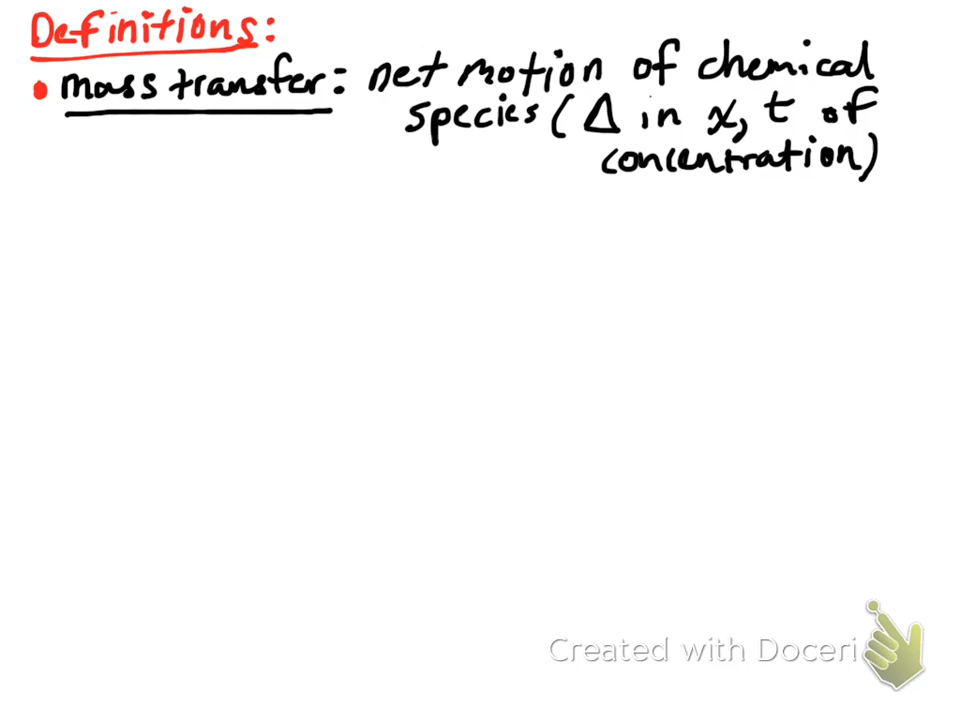 Definitions:
• mass transfer: net motion of chemical
species (Δ in x, t of
concentration)
Created with Doceri